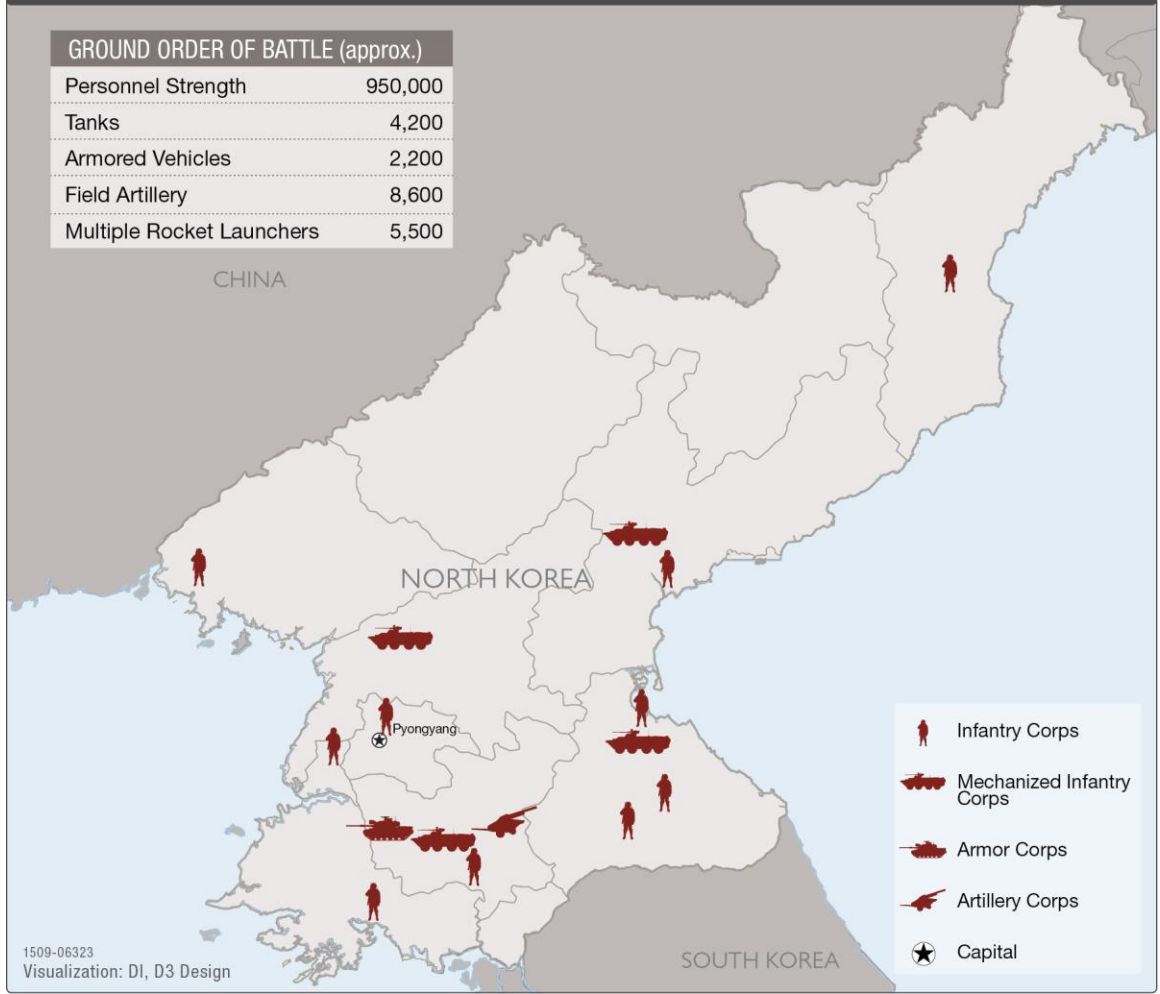 GROUND ORDER OF BATTLE (approx.)
Personnel Strength 950,000
Tanks 4,200
Armored Vehicles 2,200
Field Artillery 8,600
Multiple Rocket Launchers 5,500
CHINA
NORTH KOREA
Pyongyang
Infantry Corps
Mechanized Infantry
Corps
Armor Corps
Artillery Corps
Capital
SOUTH KOREA
1509-06323
Visualization: DI, D3 Design